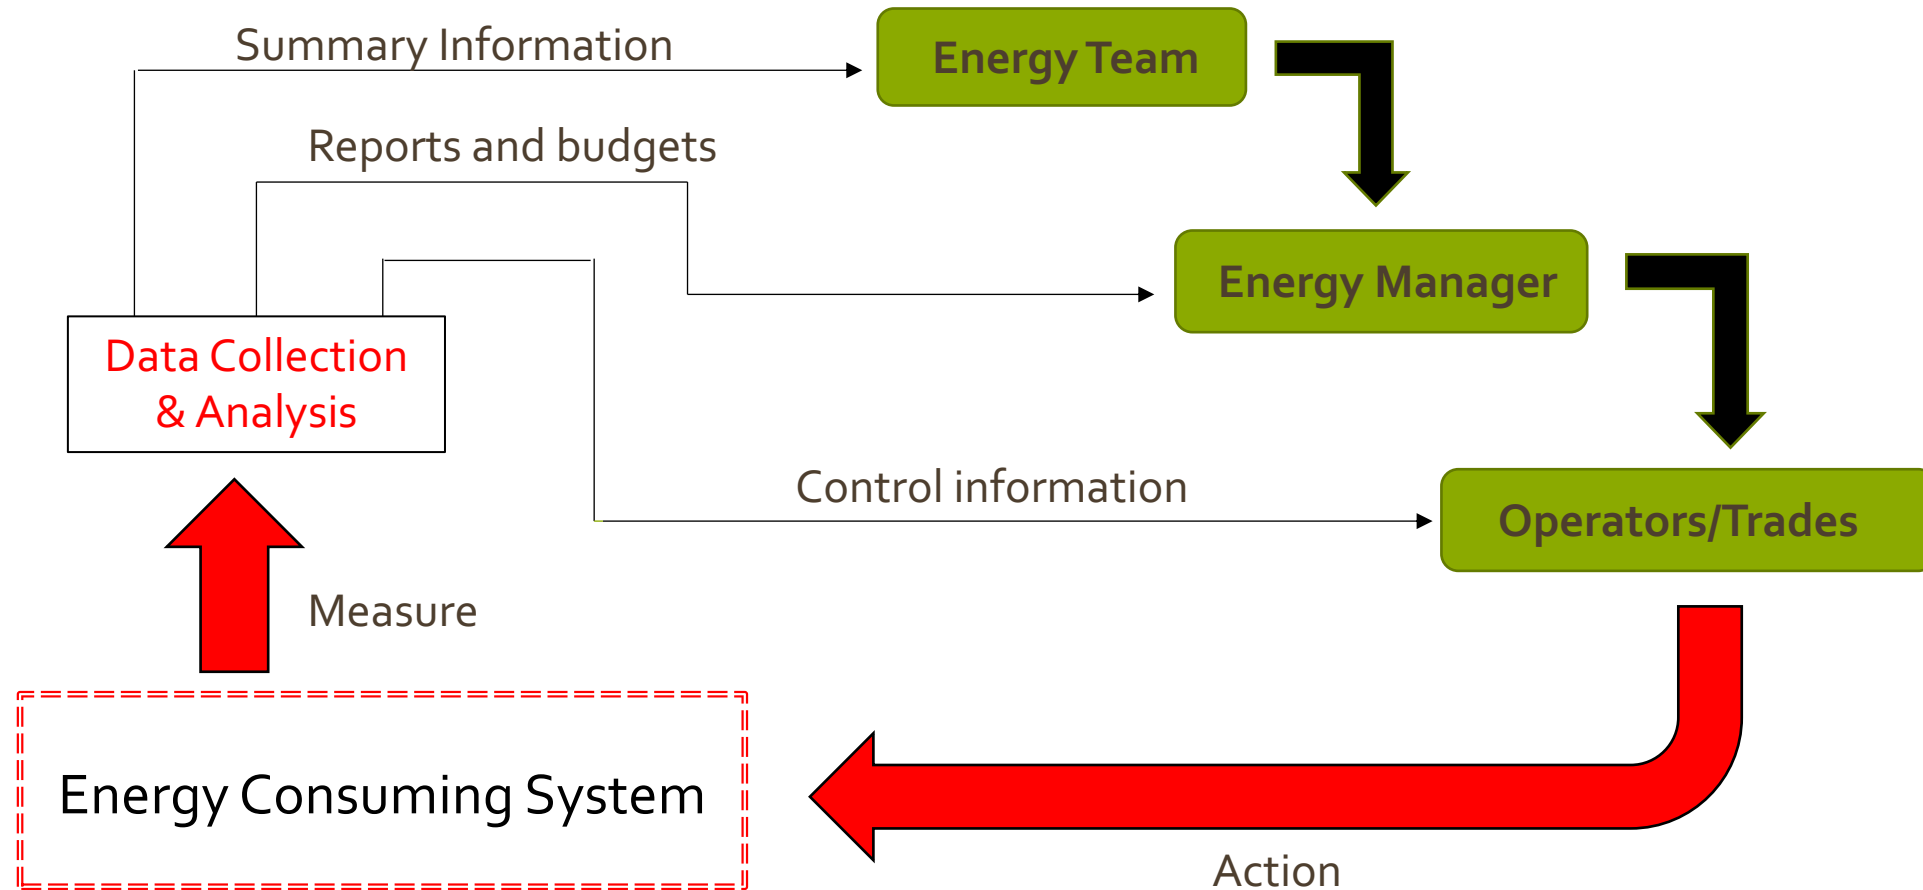 Summary Information
Energy Team
Reports and budgets
Energy Manager
Data Collection
& Analysis
Control information
Operators/Trades
Measure
Energy Consuming System
Action